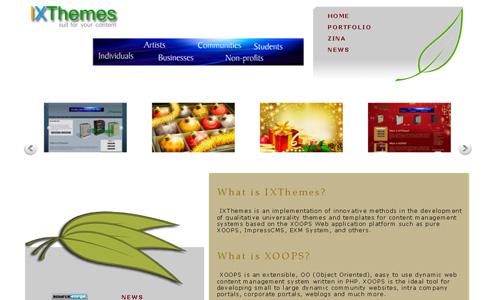 IXThemes
suit for your content
HOME
PORTFOLIO
ZINA
NEWS
Artists
Communities
Students
Individuals
Businesses
Non-profits
What is IXThemes?
IXThemes is an implementation of innovative methods in the development
of qualitative universality themes and templates for content management
systems based on the XOOPS Web application platform such as pure
XOOPS, ImpressCMS, EKM System, and others.
What is XOOPS?
XOOPS is an extensible, OO (Object Oriented), easy to use dynamic web
content management system written in PHP. XOOPS is the ideal tool for
developing small to large dynamic community websites, intra company
portals, corporate portals, weblogs and much more.
sourceforge
NEWS